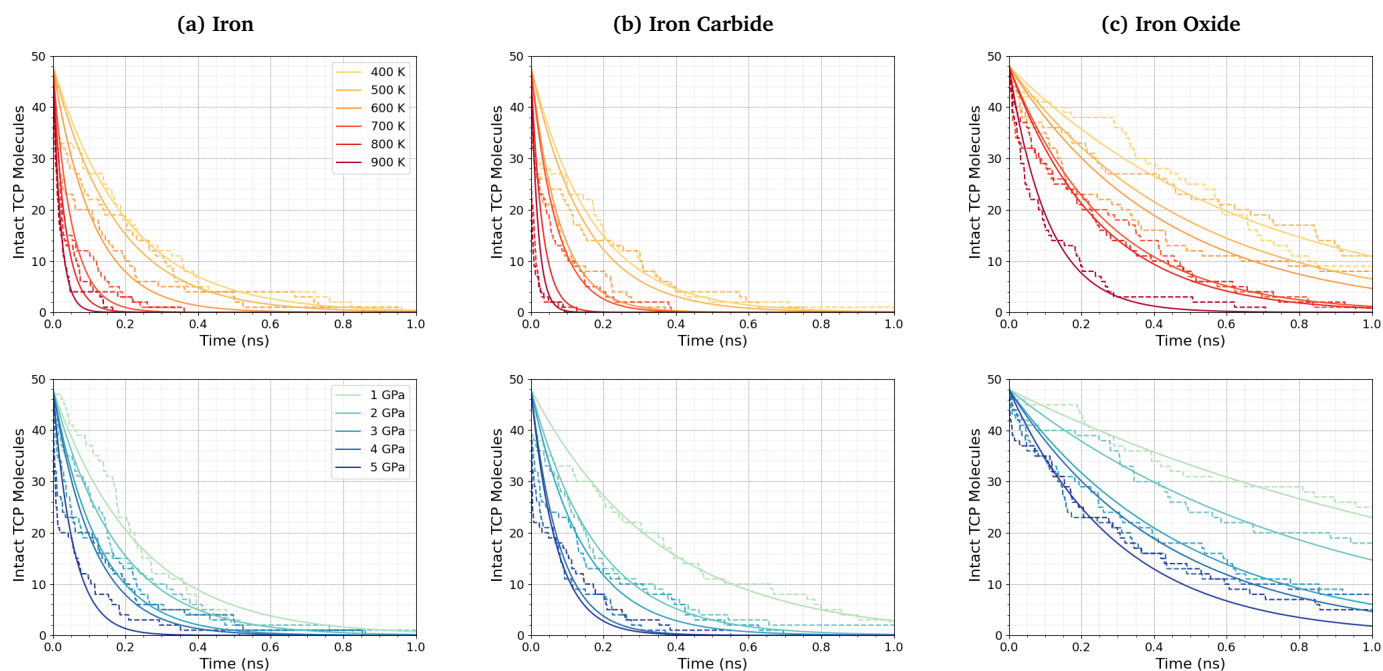 (a) Iron
(b) Iron Carbide
(c) Iron Oxide
Intact TCP Molecules
50
40
30
20
10
0
0.0 0.2 0.4 0.6 0.8 1.0
Time (ns)
400 K
500 K
600 K
700 K
800 K
900 K
Intact TCP Molecules
50
40
30
20
10
0
0.0 0.2 0.4 0.6 0.8 1.0
Time (ns)
Intact TCP Molecules
50
40
30
20
10
0
0.0 0.2 0.4 0.6 0.8 1.0
Time (ns)
Intact TCP Molecules
50
40
30
20
10
0
0.0 0.2 0.4 0.6 0.8 1.0
Time (ns)
1 GPa
2 GPa
3 GPa
4 GPa
5 GPa
Intact TCP Molecules
50
40
30
20
10
0
0.0 0.2 0.4 0.6 0.8 1.0
Time (ns)
Intact TCP Molecules
50
40
30
20
10
0
0.0 0.2 0.4 0.6 0.8 1.0
Time (ns)